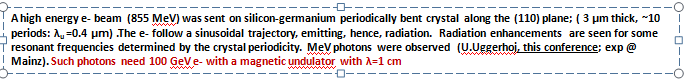 A high energy e- beam (855 MeV) was sent on silicon-germanium periodically bent crystal along the (110) plane; ( 3 µm thick, ~10
periods: λu =0.4 µm) .The e- follow a sinusoidal trajectory, emitting, hence, radiation. Radiation enhancements are seen for some
resonant frequencies determined by the crystal periodicity. MeV photons were observed (U.Uggerhoj, this conference; exp @
Mainz). Such photons need 100 GeV e- with a magnetic undulator with λ=1 cm